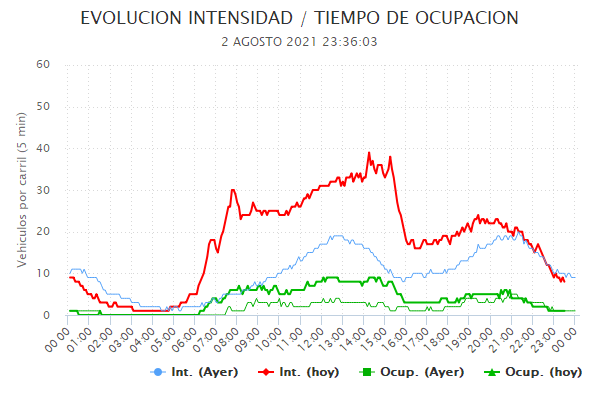 EVOLUCION INTENSIDAD / TIEMPO DE OCUPACION
2 AGOSTO 2021 23:36:03
Vehiculos por carril (5 min)
60
50
40
30
20
10
0
00:00 01:00 02:00 03:00 04:00 05:00 06:00 07:00 08:00 09:00 10:00 11:00 12:00 13:00 14:00 15:00 16:00 17:00 18:00 19:00 20:00 21:00 22:00 23:00 00:00
Int. (Ayer) Int. (hoy) Ocup. (Ayer) Ocup. (hoy)